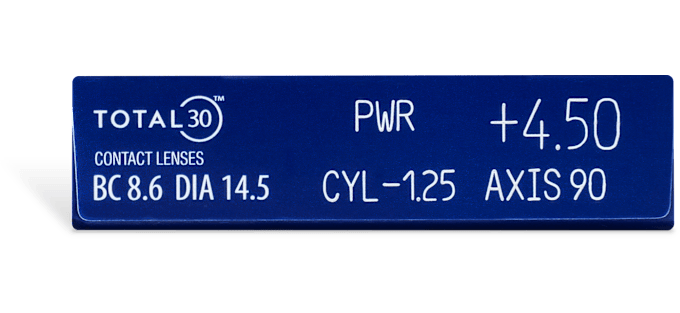 TOTAL30™ PWR +4.50
CONTACT LENSES
BC 8.6 DIA 14.5 CYL-1.25 AXIS 90